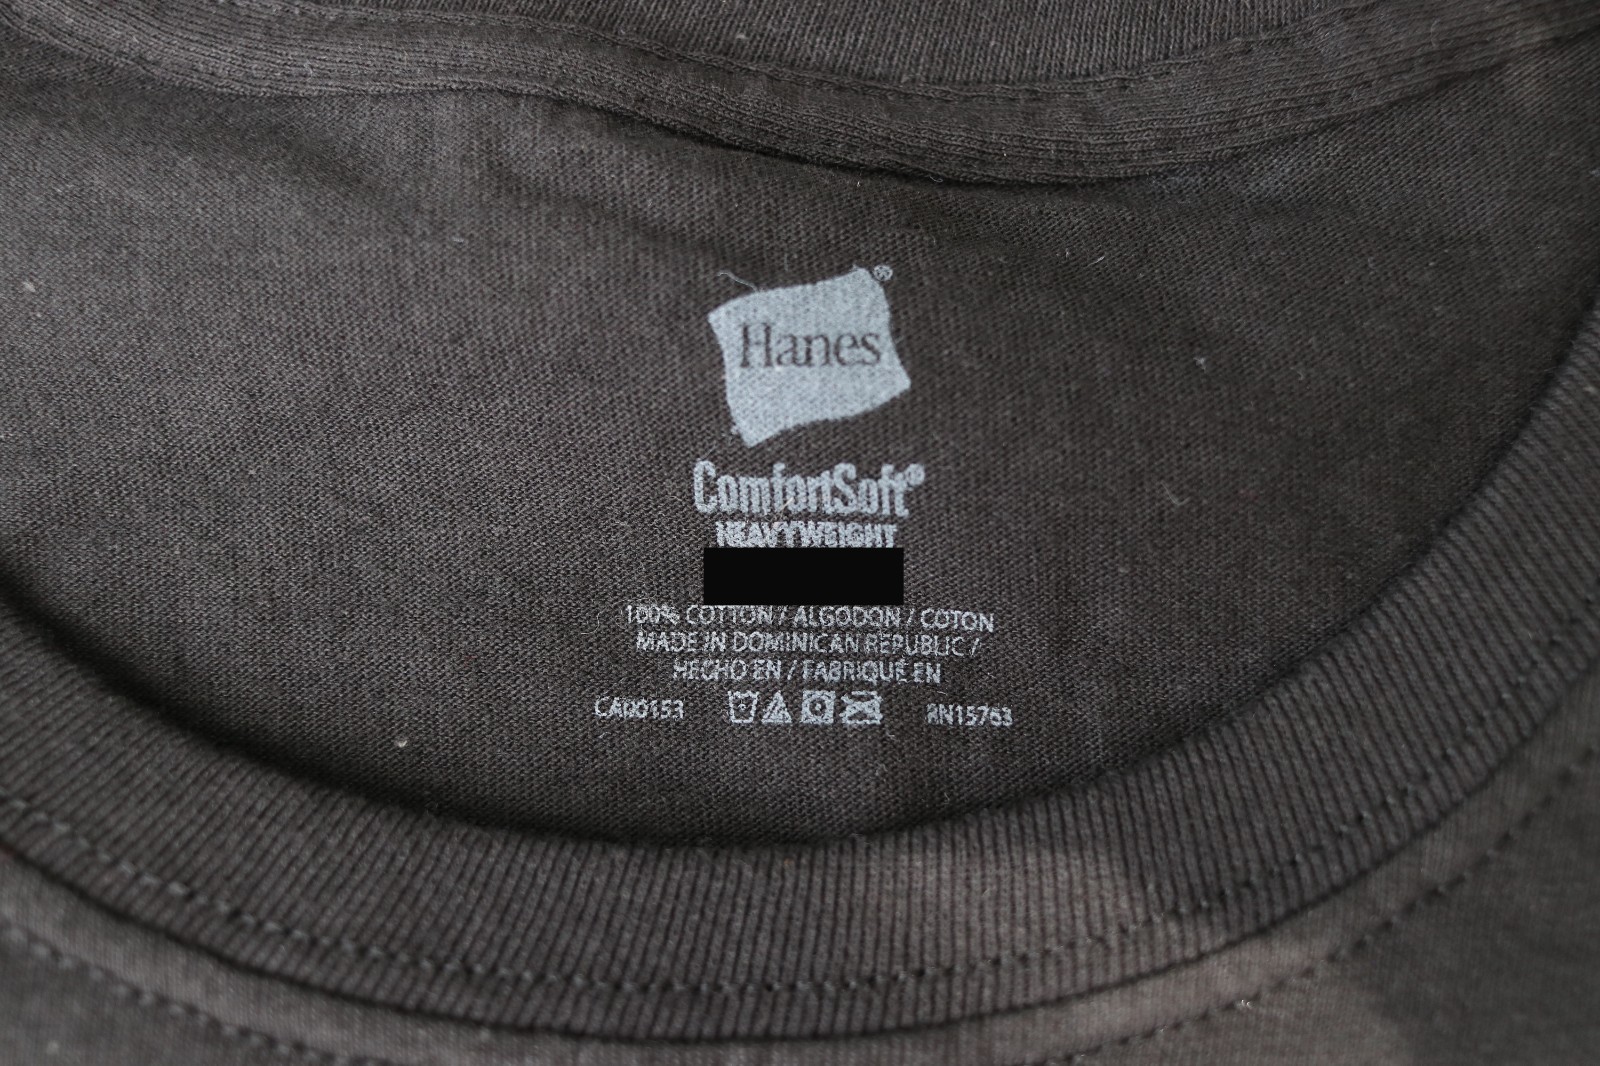 Hanes®
ComfortSoft®
HEAVYWEIGHT
100% COTTON / ALGODON / COTON
MADE IN DOMINICAN REPUBLIC /
HECHO EN / FABRIQUÉ EN
CA00153 RN15763